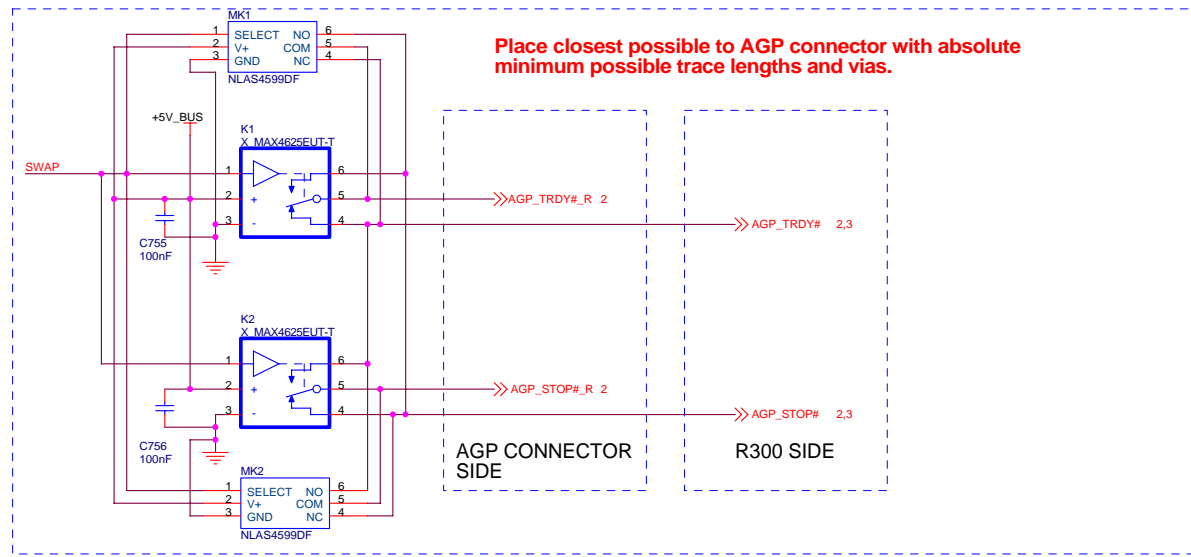 MK1
1 SELECT NO 6
2 V+ COM 5
3 GND NC 4
NLAS4599DF
Place closest possible to AGP connector with absolute
minimum possible trace lengths and vias.
+5V_BUS
K1
X_MAX4625EUT-T
SWAP
1 6
2 + 5
AGP_TRDY#_R 2
3 - 4
AGP_TRDY# 2,3
C755
100nF
K2
X_MAX4625EUT-T
1 6
2 + 5
AGP_STOP#_R 2
3 - 4
AGP_STOP# 2,3
C756
100nF
AGP CONNECTOR
SIDE
R300 SIDE
MK2
1 SELECT NO 6
2 V+ COM 5
3 GND NC 4
NLAS4599DF